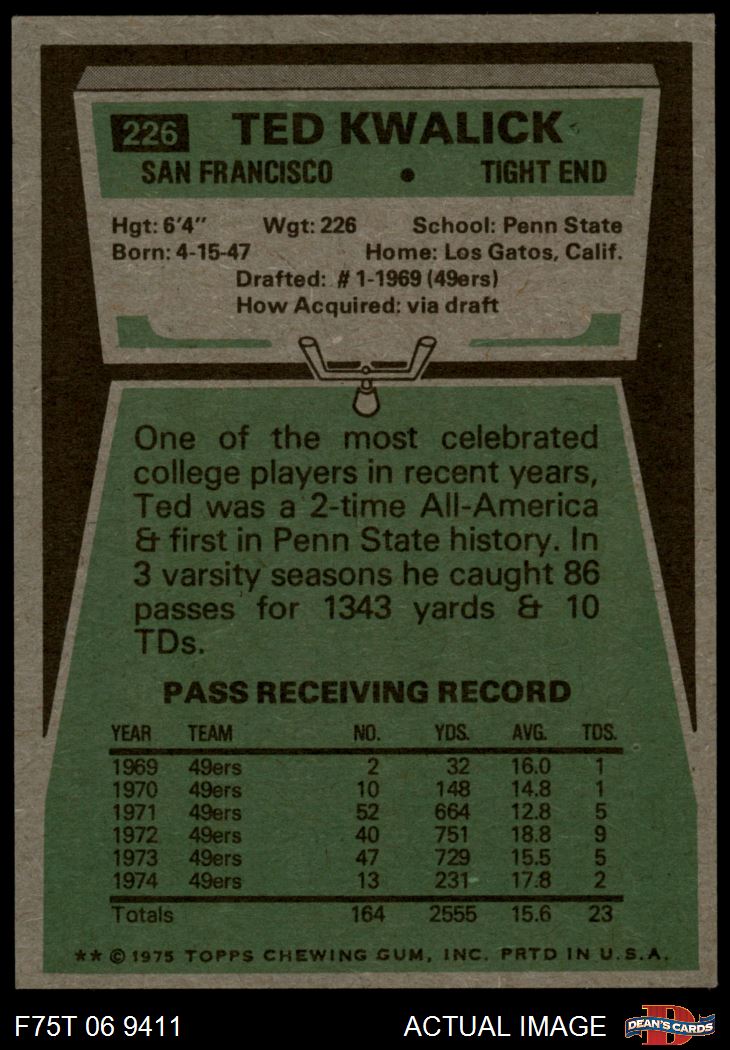 226 TED KWALICK
SAN FRANCISCO • TIGHT END
Hgt: 6'4" Wgt: 226 School: Penn State
Born: 4-15-47 Home: Los Gatos, Calif.
Drafted: #1-1969 (49ers)
How Acquired: via draft
One of the most celebrated
college players in recent years,
Ted was a 2-time All-America
& first in Penn State history. In
3 varsity seasons he caught 86
passes for 1343 yards & 10
TDs.
PASS RECEIVING RECORD
YEAR TEAM NO. YDS. AVG. TDS.
1969 49ers 2 32 16.0 1
1970 49ers 10 148 14.8 1
1971 49ers 52 664 12.8 5
1972 49ers 40 751 18.8 9
1973 49ers 47 729 15.5 5
1974 49ers 13 231 17.8 2
Totals 164 2555 15.6 23
** © 1975 TOPPS CHEWING GUM, INC. PRTD IN U.S.A.
F75T 06 9411 ACTUAL IMAGE D DEAN'S CARDS